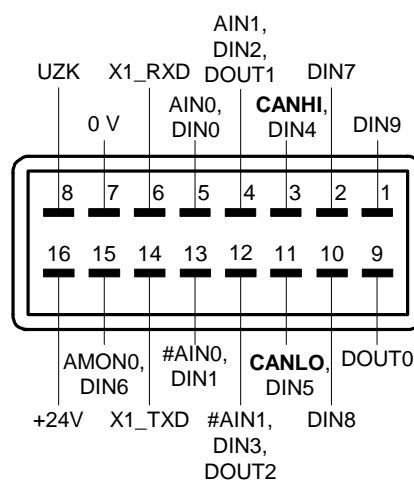 AIN1,
DIN2,
DOUT1
UZK X1_RXD DIN7
AIN0,
DIN0
CANHI,
DIN4
0 V DIN9
8 7 6 5 4 3 2 1
16 15 14 13 12 11 10 9
AMON0,
DIN6
#AIN0,
DIN1
CANLO,
DIN5
DOUT0
+24V X1_TXD #AIN1,
DIN3,
DOUT2
DIN8